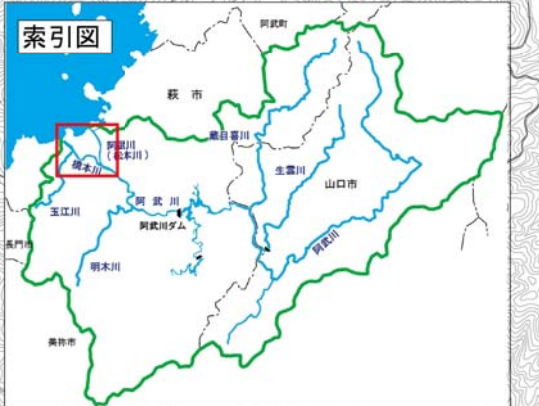 索引図
阿武町
萩市
蔵目喜川
阿武川
(松本川)
橋本川
生雲川
山口市
玉江川
阿武川
阿武川ダム
長門市
阿武川
明木川
美祢市